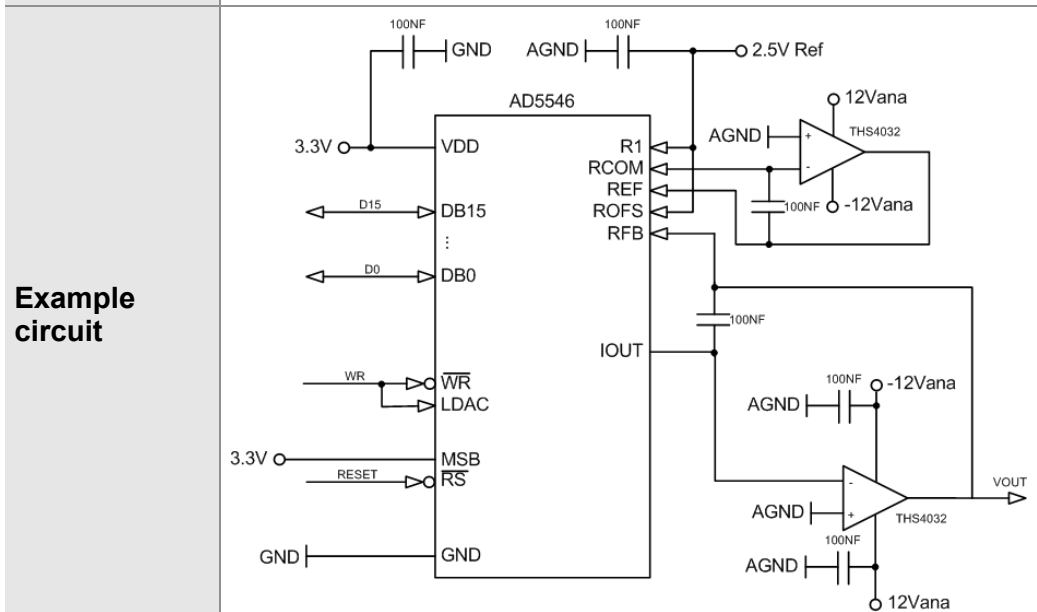 Example
circuit
100NF
GND
AGND
100NF
2.5V Ref
AD5546
12Vana
AGND
+
-
THS4032
-12Vana
100NF
3.3V
VDD
R1
RCOM
REF
ROFS
RFB
D15
DB15
⋮
D0
DB0
100NF
IOUT
WR
WR
LDAC
100NF
-12Vana
AGND
3.3V
MSB
RESET
RS
-
+
AGND
THS4032
VOUT
100NF
AGND
GND
GND
12Vana